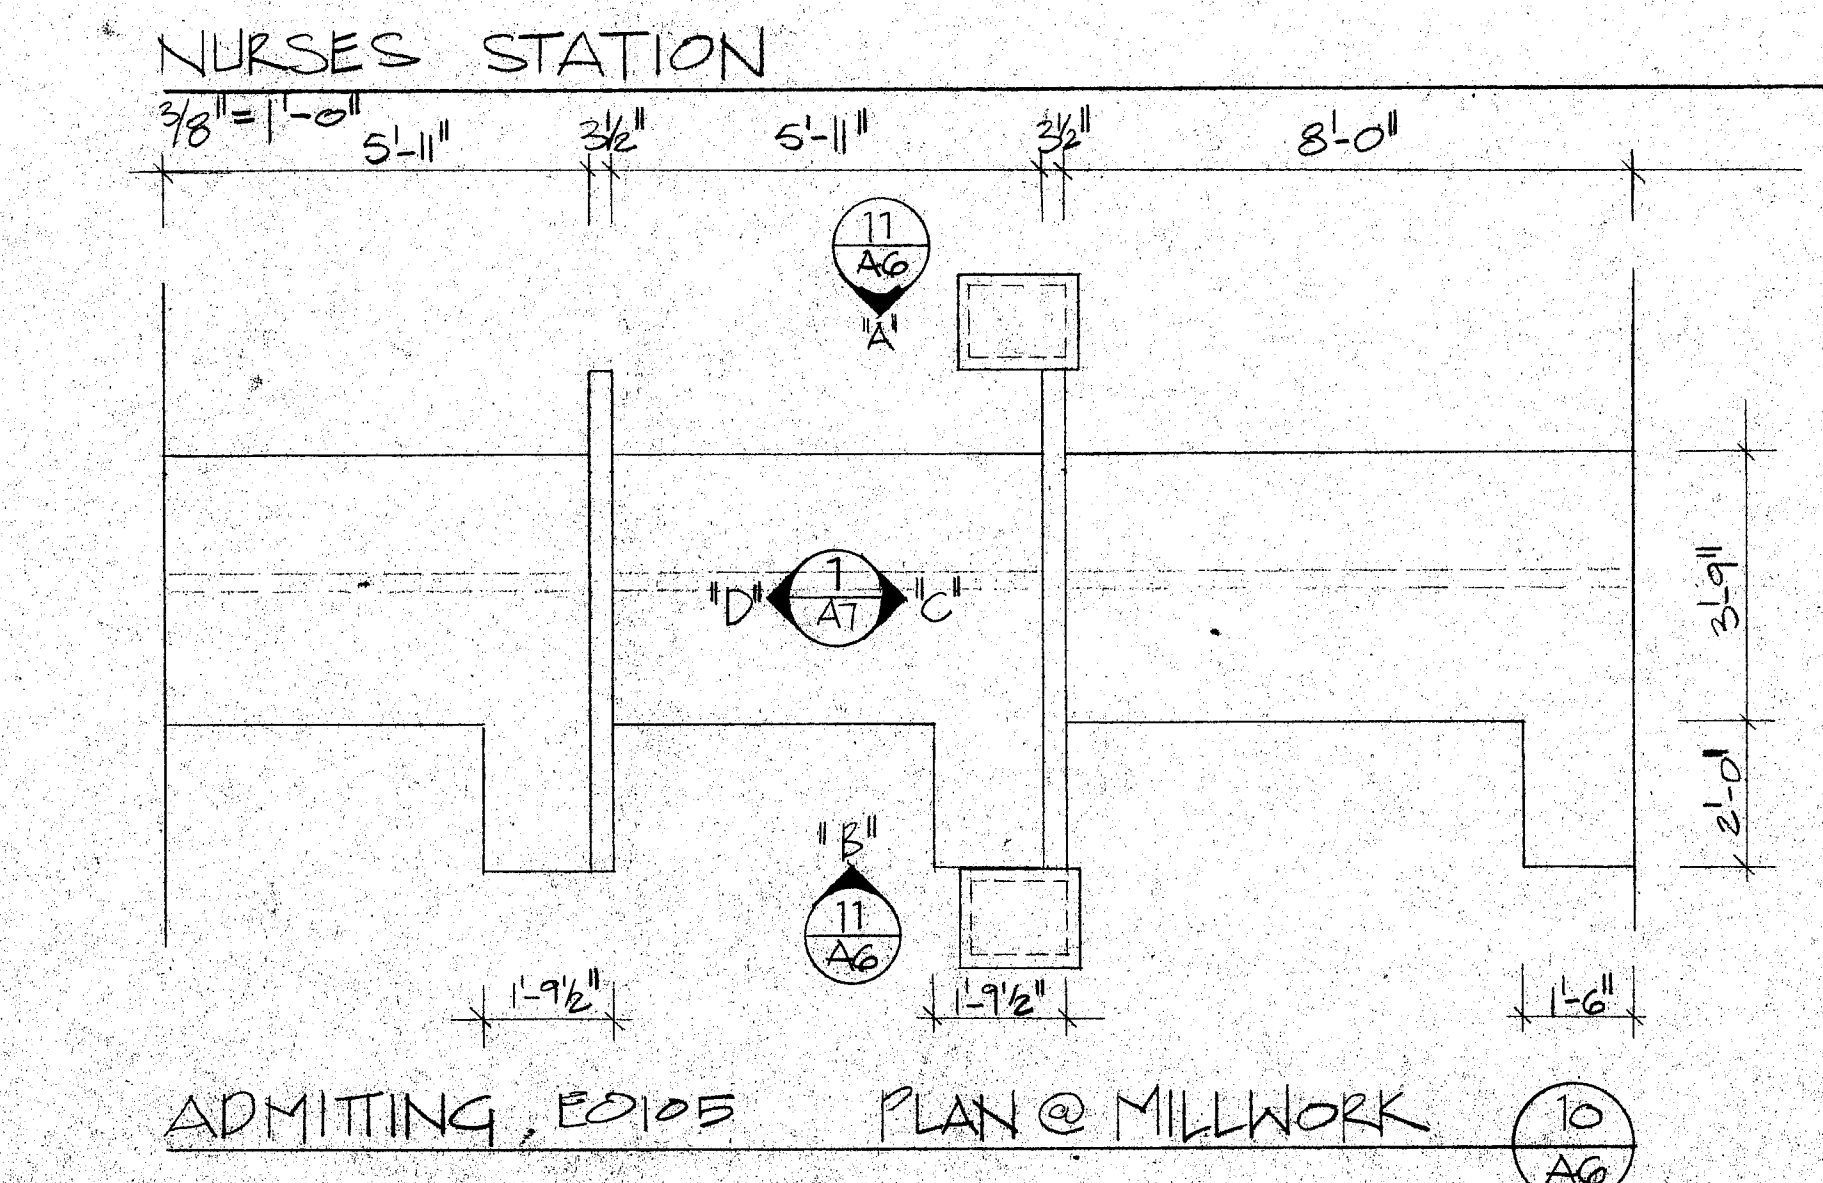 NURSES STATION
3/8"=1'-0"
5'-11" 3½" 5'-11" 3½" 8'-0"
11
A6
"A"
"D" 1 "C"
A7
3'-9"
2'-0"
"B"
11
A6
1'-9½" 1'-9½" 1'-6"
ADMITTING, E0105 PLAN @ MILLWORK 10
A6